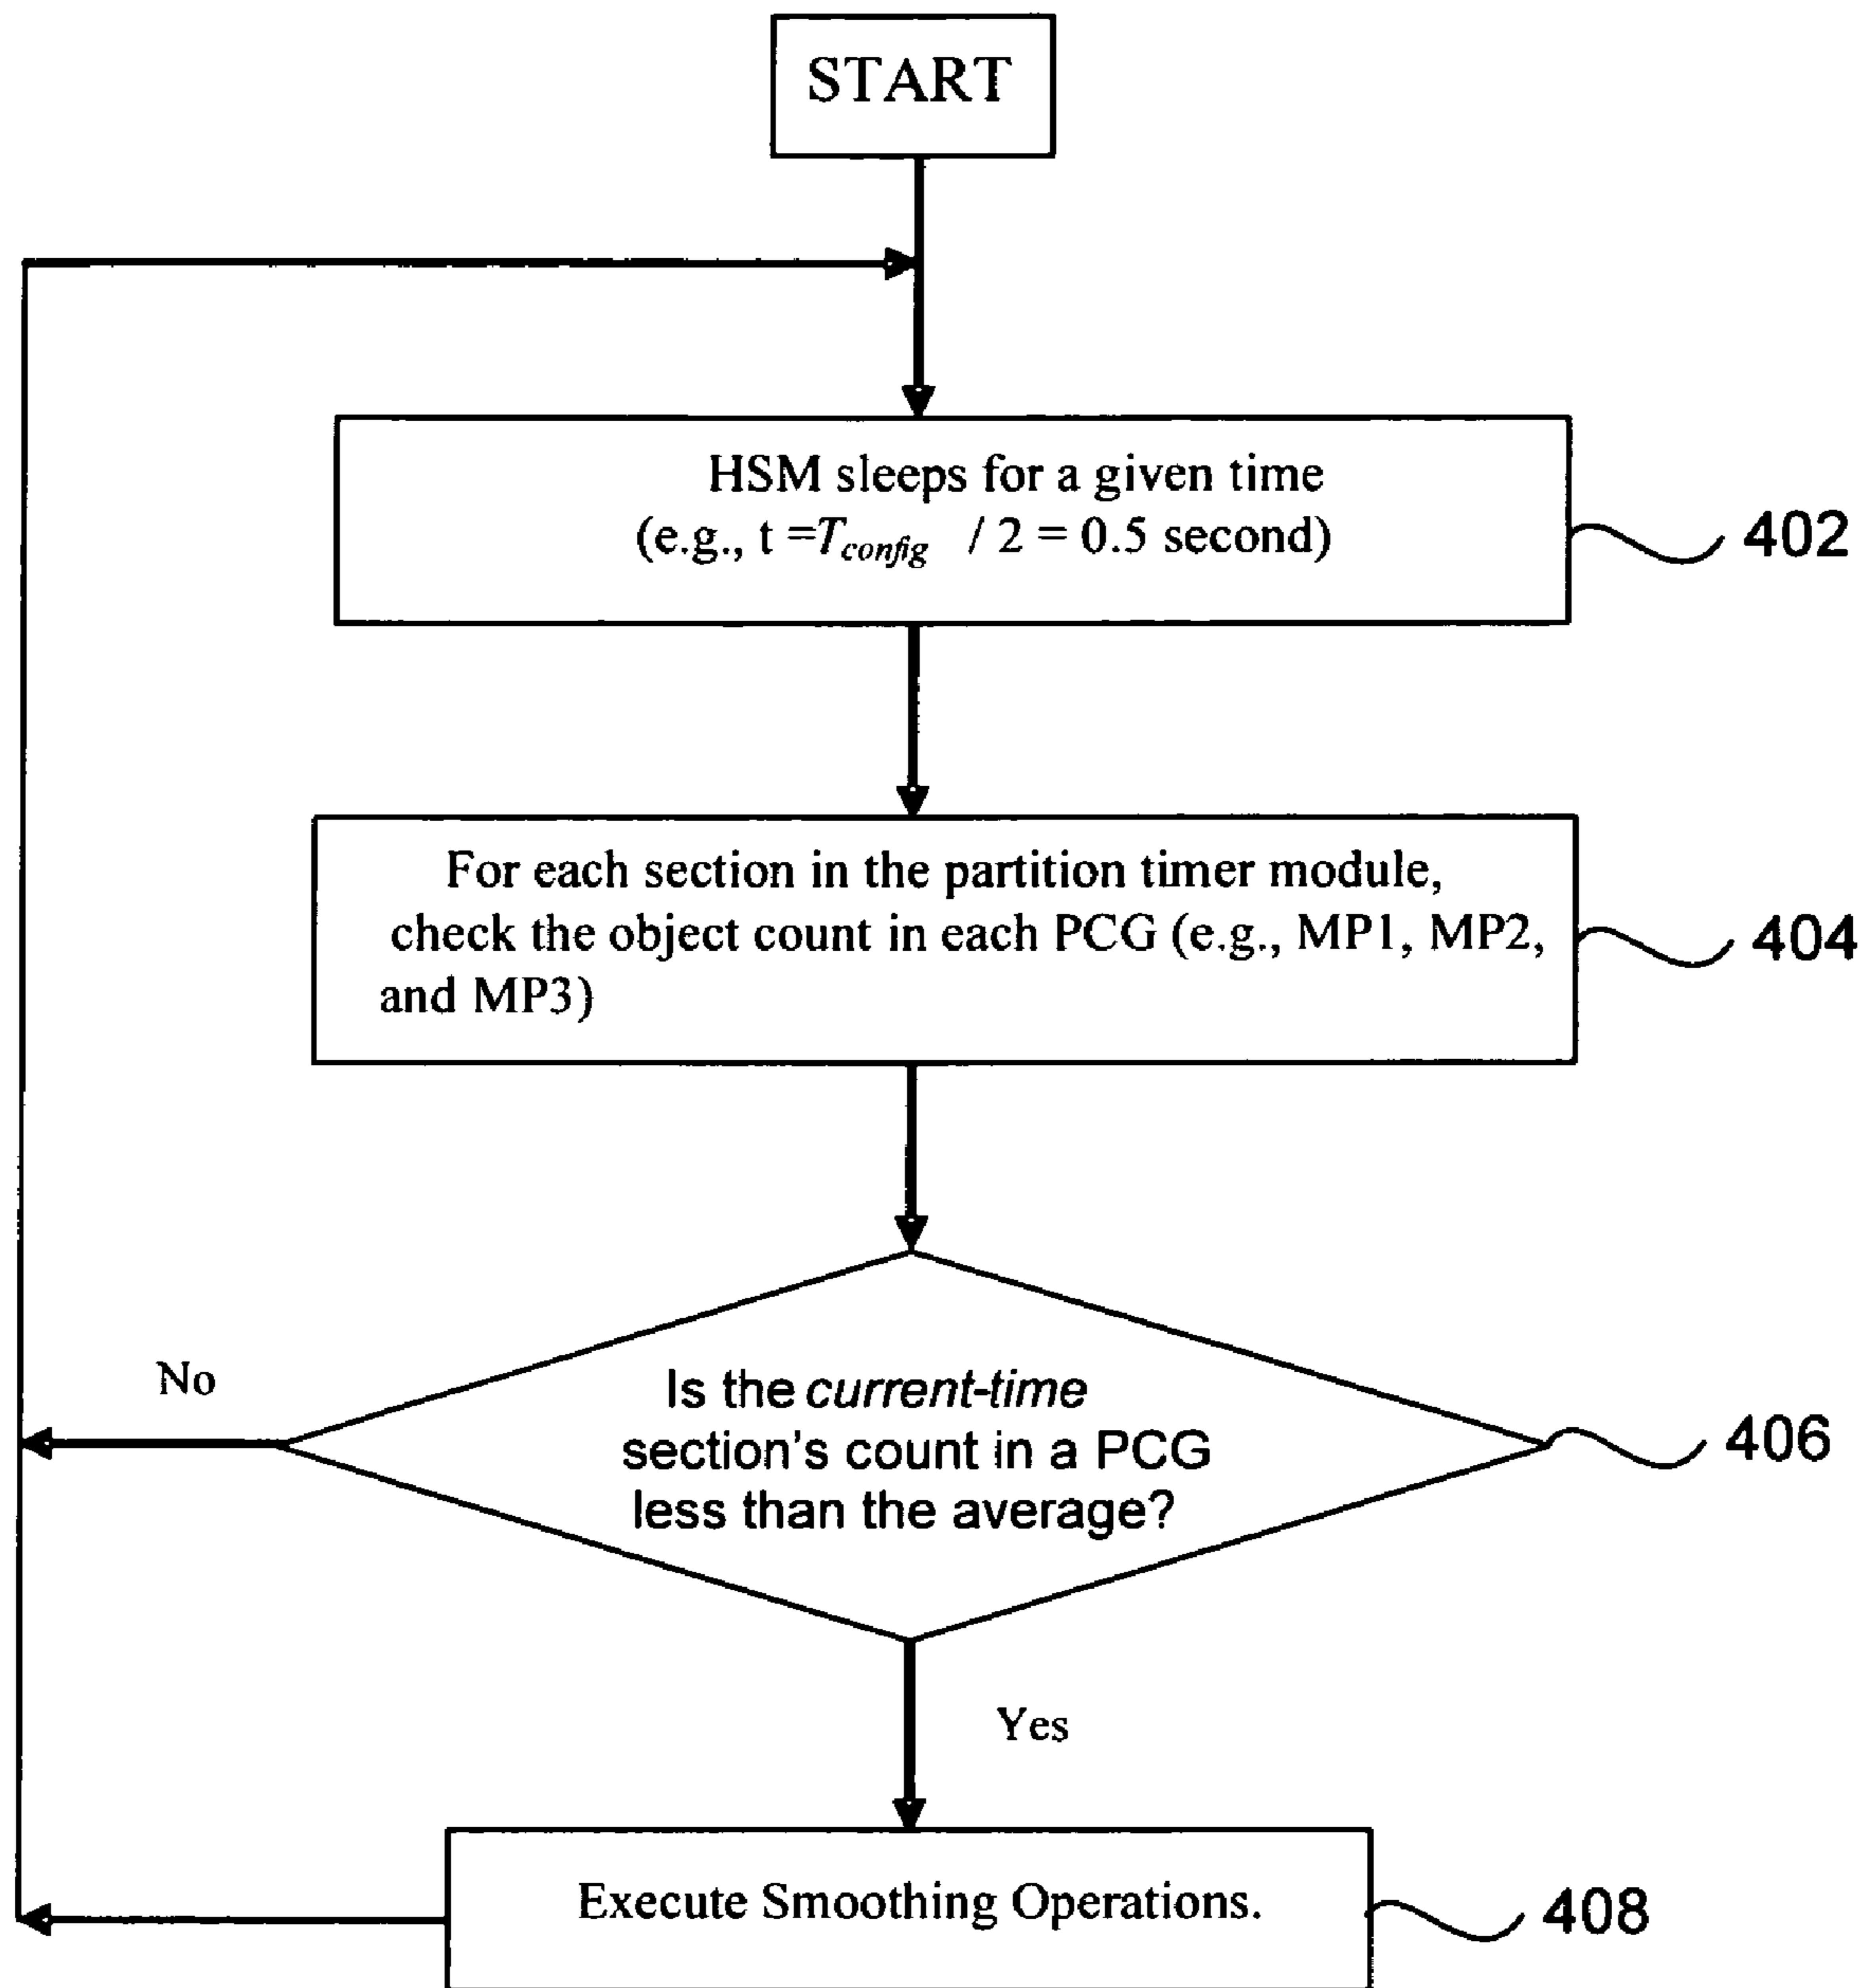 START
HSM sleeps for a given time
(e.g., t =T_config / 2 = 0.5 second)
402
For each section in the partition timer module,
check the object count in each PCG (e.g., MP1, MP2,
and MP3)
404
No
Is the current-time
section's count in a PCG
less than the average?
406
Yes
Execute Smoothing Operations.
408